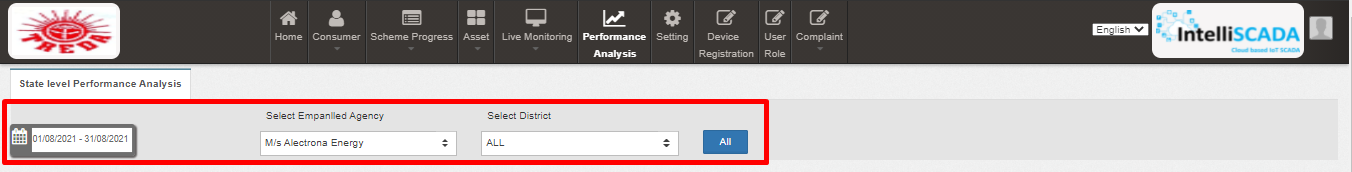 AREDA
Home
Consumer
Scheme Progress
Asset
Live Monitoring
Performance
Analysis
Setting
Device
Registration
User
Role
Complaint
English
IntelliSCADA
Cloud based IoT SCADA
State level Performance Analysis
01/08/2021 - 31/08/2021
Select Empanlled Agency
M/s Alectrona Energy
Select District
ALL
All